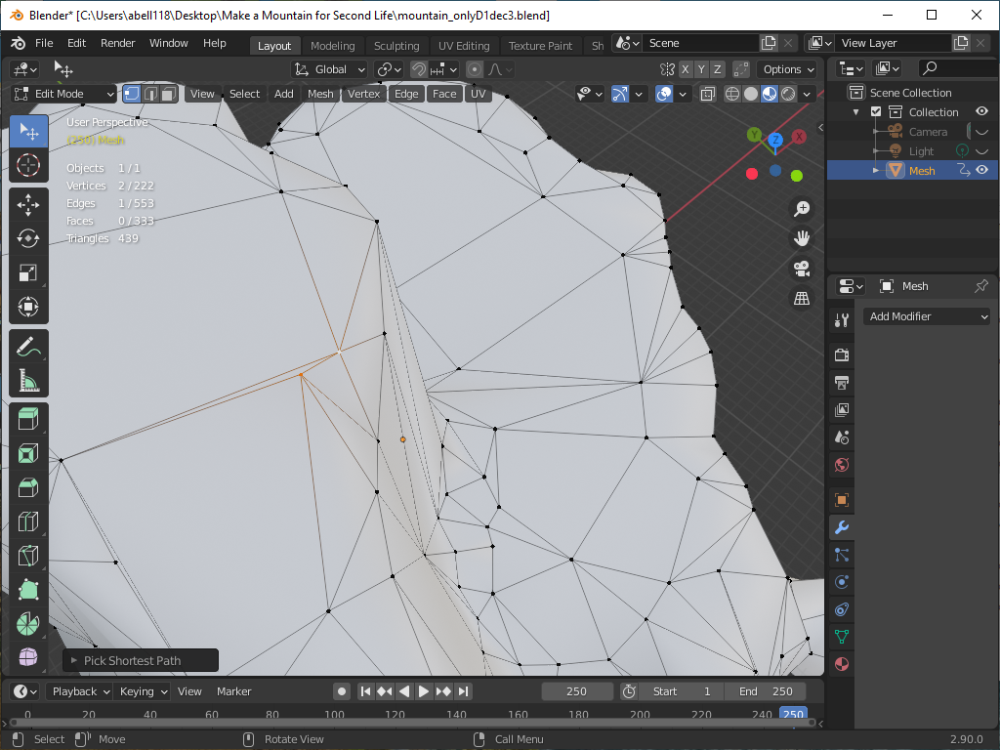 Blender* [C:\Users\abell118\Desktop\Make a Mountain for Second Life\mountain_onlyD1dec3.blend]
File Edit Render Window Help Layout Modeling Sculpting UV Editing Texture Paint Sh Scene View Layer
Global X Y Z Options
Edit Mode View Select Add Mesh Vertex Edge Face UV
User Perspective
(250) Mesh
Objects 1 / 1
Vertices 2 / 222
Edges 1 / 553
Faces 0 / 333
Triangles 439
Y Z X
Scene Collection
Collection
Camera
Light
Mesh
Mesh
Add Modifier
Pick Shortest Path
Playback Keying View Marker 250 Start 1 End 250
0 20 40 60 80 100 120 140 160 180 200 220 240 250
Select Move Rotate View Call Menu 2.90.0